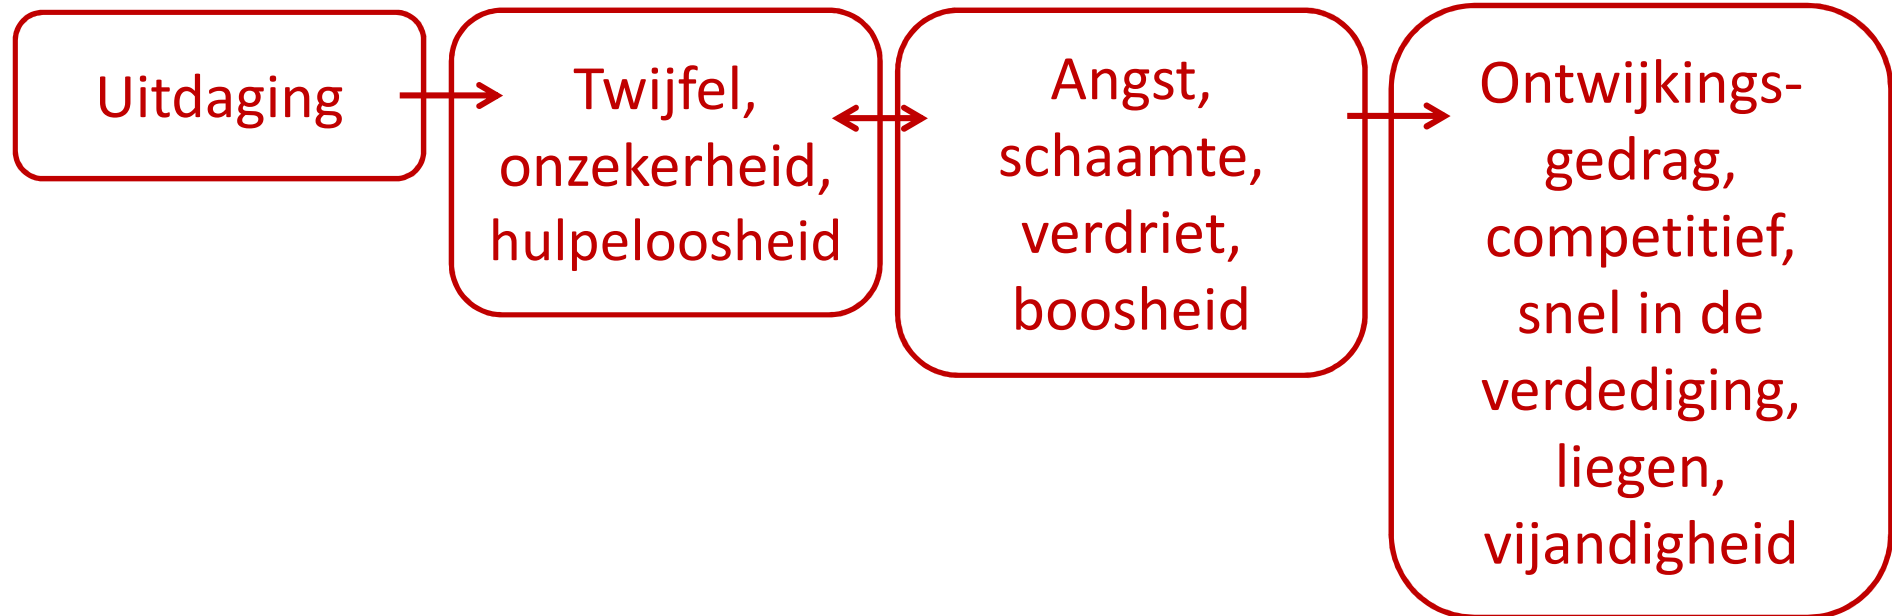 Uitdaging
Twijfel,
onzekerheid,
hulpeloosheid
Angst,
schaamte,
verdriet,
boosheid
Ontwijkings-
gedrag,
competitief,
snel in de
verdediging,
liegen,
vijandigheid